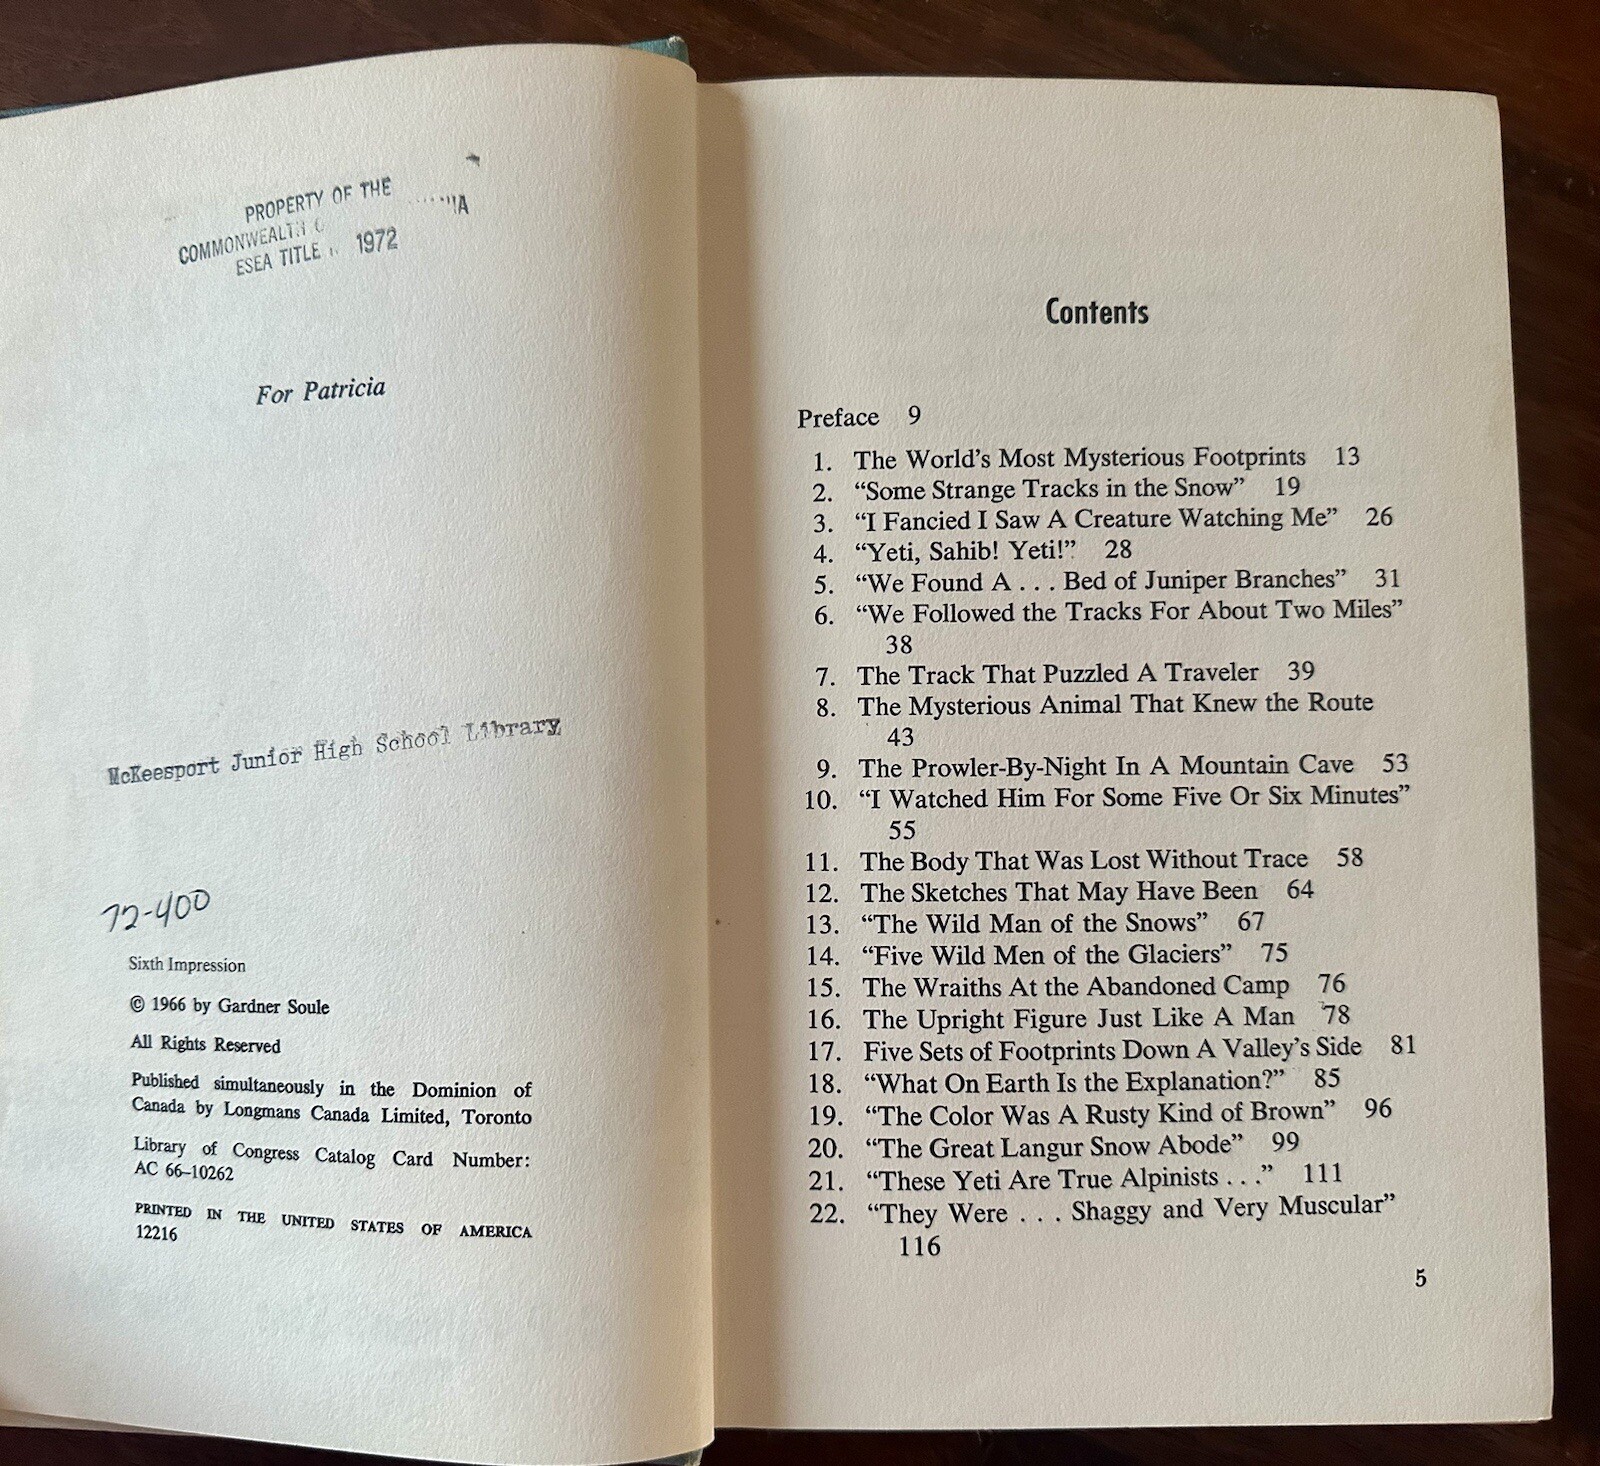 PROPERTY OF THE
COMMONWEALTH
ESEA TITLE 1972
For Patricia
McKeesport Junior High School Library
72-400
Sixth Impression
© 1966 by Gardner Soule
All Rights Reserved
Published simultaneously in the Dominion of
Canada by Longmans Canada Limited, Toronto
Library of Congress Catalog Card Number:
AC 66–10262
PRINTED IN THE UNITED STATES OF AMERICA
12216
Contents
Preface 9
1. The World's Most Mysterious Footprints 13
2. “Some Strange Tracks in the Snow” 19
3. “I Fancied I Saw A Creature Watching Me” 26
4. “Yeti, Sahib! Yeti!” 28
5. “We Found A . . . Bed of Juniper Branches” 31
6. “We Followed the Tracks For About Two Miles”
38
7. The Track That Puzzled A Traveler 39
8. The Mysterious Animal That Knew the Route
43
9. The Prowler-By-Night In A Mountain Cave 53
10. “I Watched Him For Some Five Or Six Minutes”
55
11. The Body That Was Lost Without Trace 58
12. The Sketches That May Have Been 64
13. “The Wild Man of the Snows” 67
14. “Five Wild Men of the Glaciers” 75
15. The Wraiths At the Abandoned Camp 76
16. The Upright Figure Just Like A Man 78
17. Five Sets of Footprints Down A Valley's Side 81
18. “What On Earth Is the Explanation?” 85
19. “The Color Was A Rusty Kind of Brown” 96
20. “The Great Langur Snow Abode” 99
21. “These Yeti Are True Alpinists . . .” 111
22. “They Were . . . Shaggy and Very Muscular”
116
5